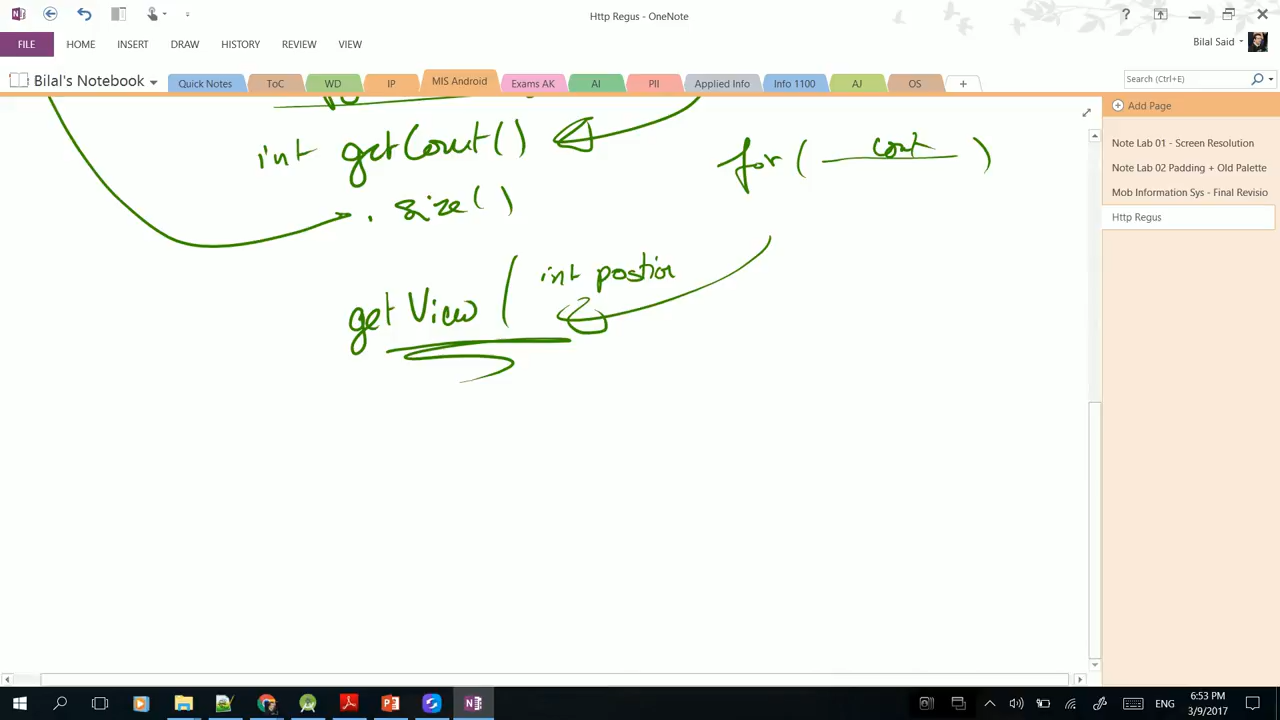 Http Regus - OneNote
FILE HOME INSERT DRAW HISTORY REVIEW VIEW
Bilal Said
Bilal's Notebook Quick Notes ToC WD IP MIS Android Exams AK AI PII Applied Info Info 1100 AJ OS
Search (Ctrl+E)
Add Page
Note Lab 01 - Screen Resolution
Note Lab 02 Padding + Old Palette
Mob Information Sys - Final Revisio
Http Regus
int getCount()
for( cout )
. size()
getView ( int postion
6:53 PM
3/9/2017